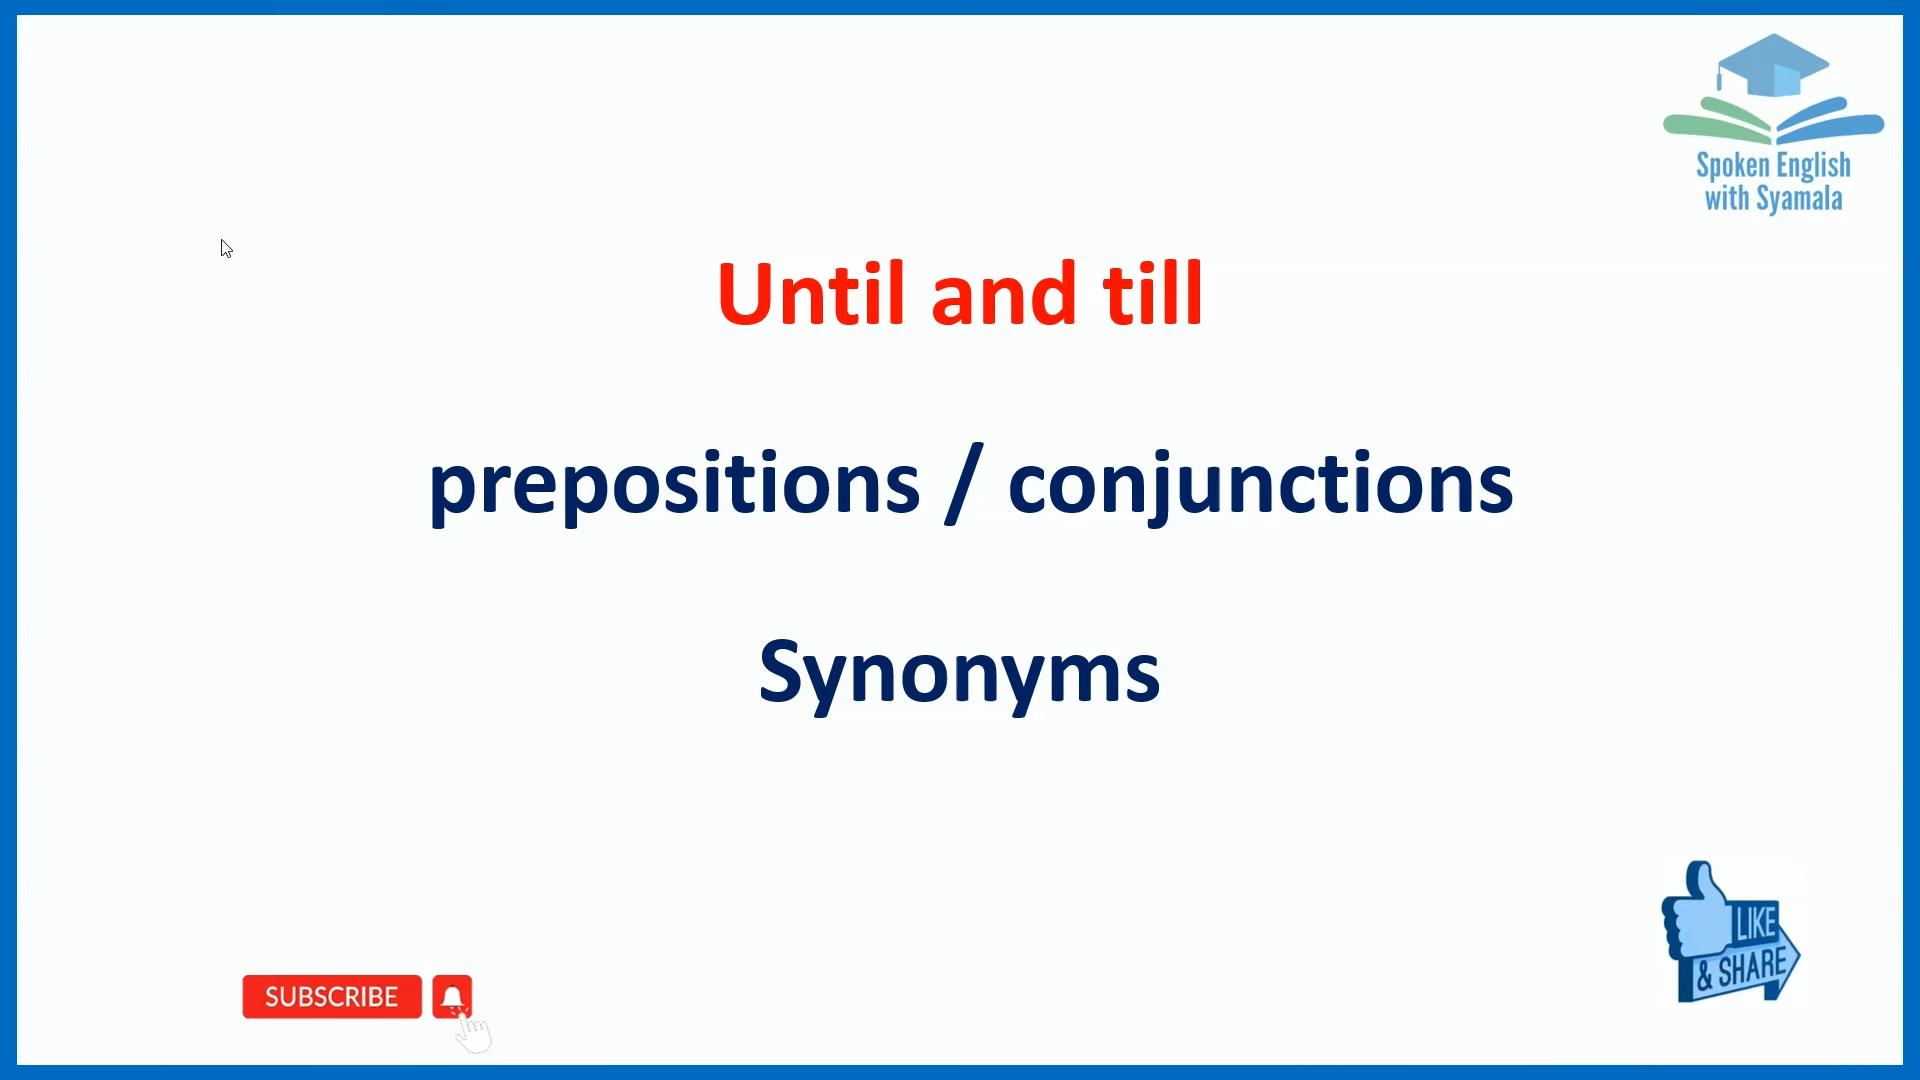 Spoken English
with Syamala
Until and till
prepositions / conjunctions
Synonyms
LIKE
& SHARE
SUBSCRIBE